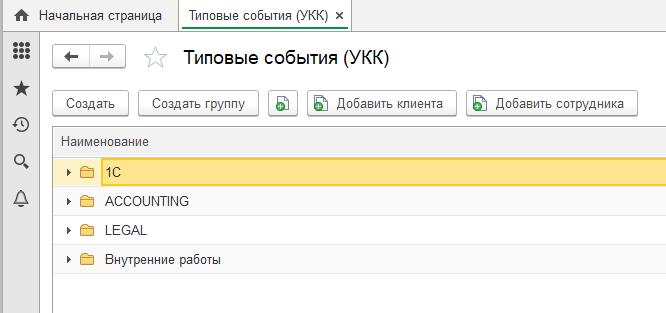 Начальная страница
Типовые события (УКК) ×
Типовые события (УКК)
Создать
Создать группу
Добавить клиента
Добавить сотрудника
Наименование
1С
ACCOUNTING
LEGAL
Внутренние работы